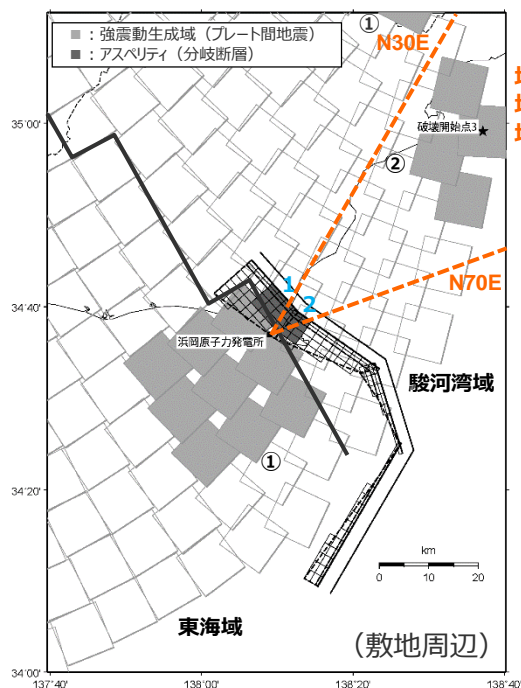 ■：強震動生成域（プレート間地震）
■：アスペリティ（分岐断層）
①
N30E
35°00'
破壊開始点3★
②
N70E
1
2
34°40'
浜岡原子力発電所
駿河湾域
①
34°20'
km
0 10 20
東海域
（敷地周辺）
34°00'
137°40' 138°00' 138°20' 138°40'